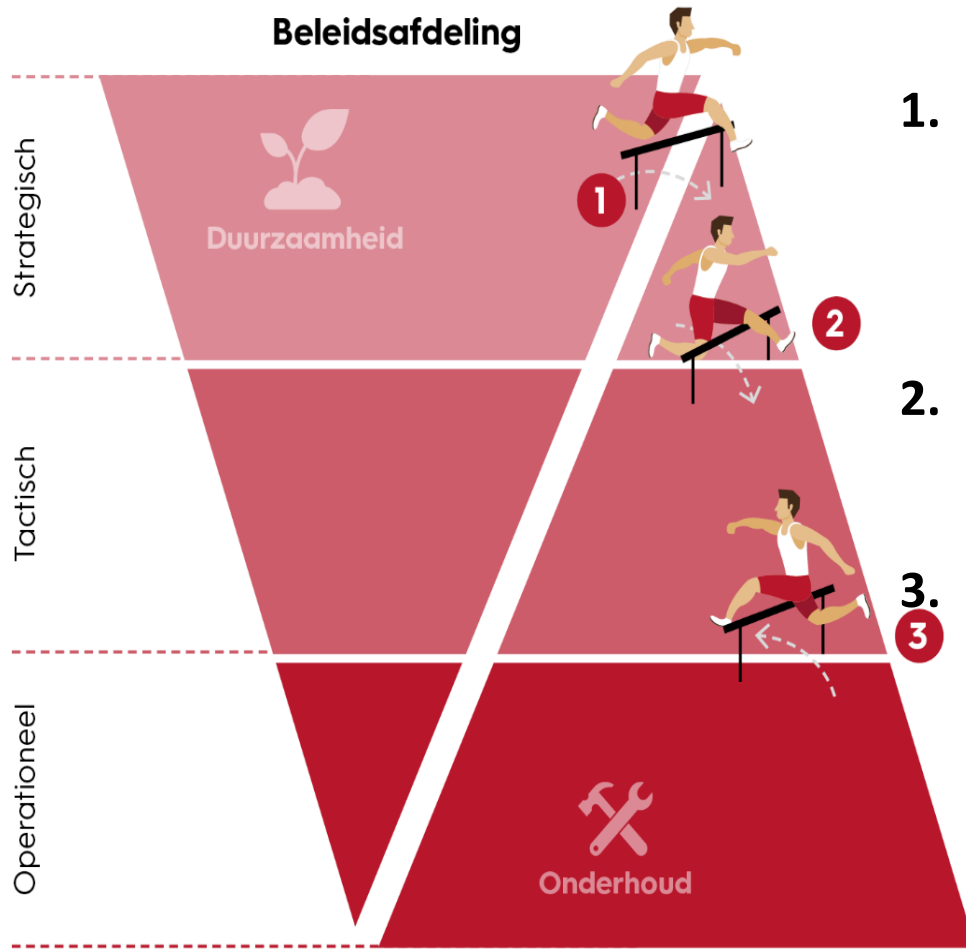 Beleidsafdeling
1.
Strategisch
1
Duurzaamheid
2
2.
Tactisch
3.
3
Operationeel
Onderhoud